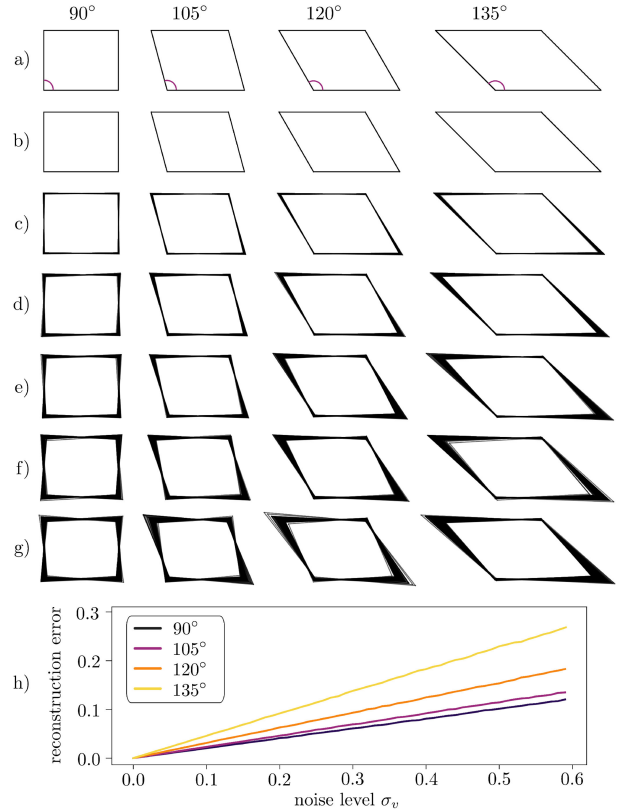 90° 105° 120° 135°
a)
b)
c)
d)
e)
f)
g)
h)
reconstruction error
0.3
0.2
0.1
0.0
90°
105°
120°
135°
0.0 0.1 0.2 0.3 0.4 0.5 0.6
noise level σᵥ